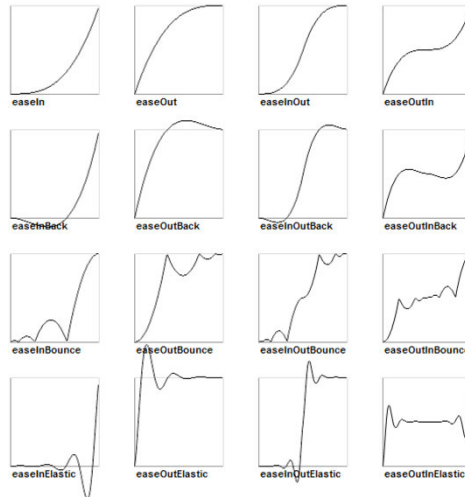 easeIn easeOut easeInOut easeOutIn
easeInBack easeOutBack easeInOutBack easeOutInBack
easeInBounce easeOutBounce easeInOutBounce easeOutInBounce
easeInElastic easeOutElastic easeInOutElastic easeOutInElastic